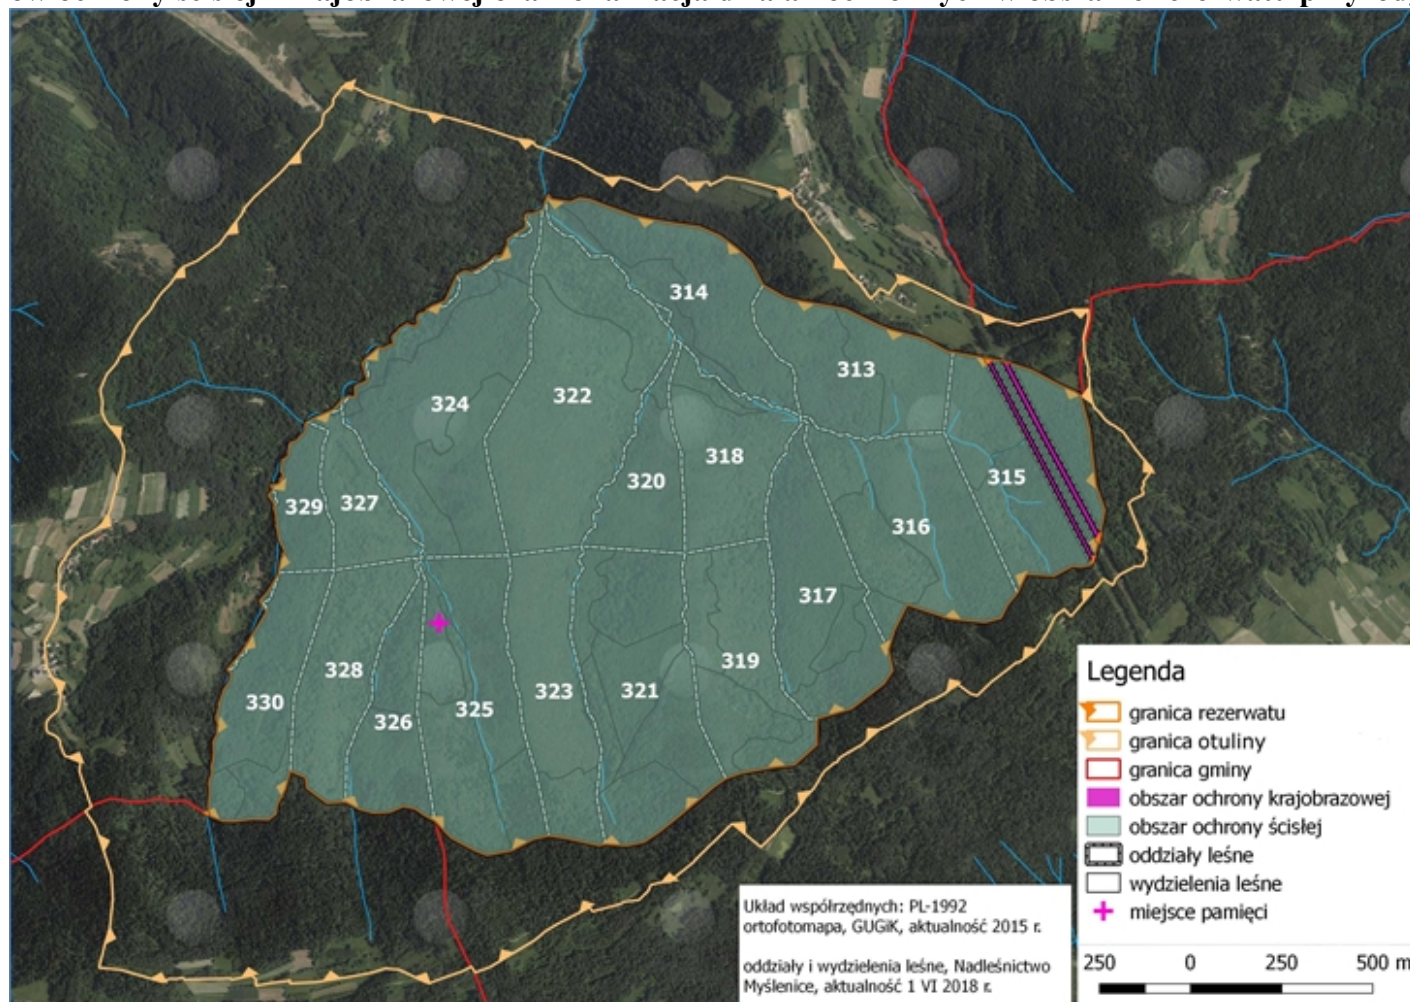 314
313
322
324
318
320
315
327
329
316
317
319
328
321
323
330
325
326
Legenda
granica rezerwatu
granica otuliny
granica gminy
obszar ochrony krajobrazowej
obszar ochrony ścisłej
oddziały leśne
wydzielenia leśne
miejsce pamięci
Układ współrzędnych: PL-1992
ortofotomapa, GUGiK, aktualność 2015 r.
oddziały i wydzielenia leśne, Nadleśnictwo
Myślenice, aktualność 1 VI 2018 r.
250 0 250 500 m